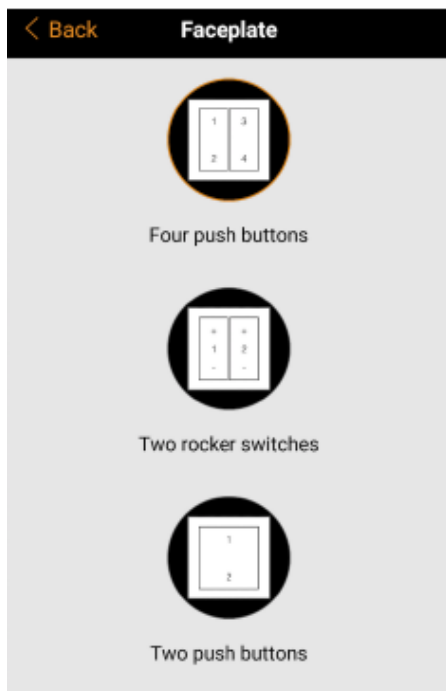 < Back Faceplate
1 3
2 4
Four push buttons
+ +
1 2
- -
Two rocker switches
1
2
Two push buttons